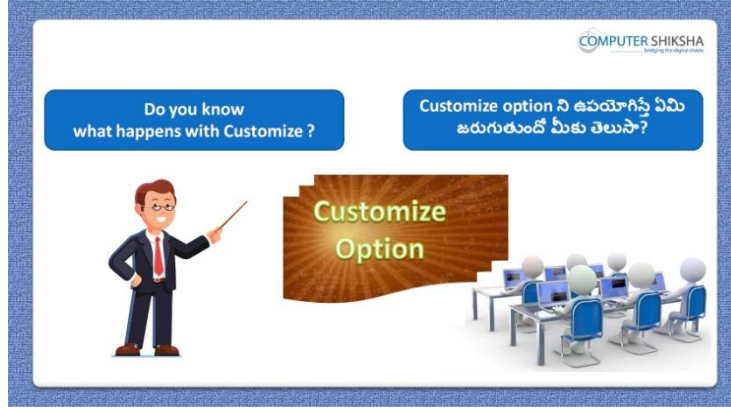 COMPUTER SHIKSHA
Bridging the digital divide
Do you know
what happens with Customize ?
Customize option ని ఉపయోగిస్తే ఏమి
జరుగుతుందో మీకు తెలుసా?
Customize
Option